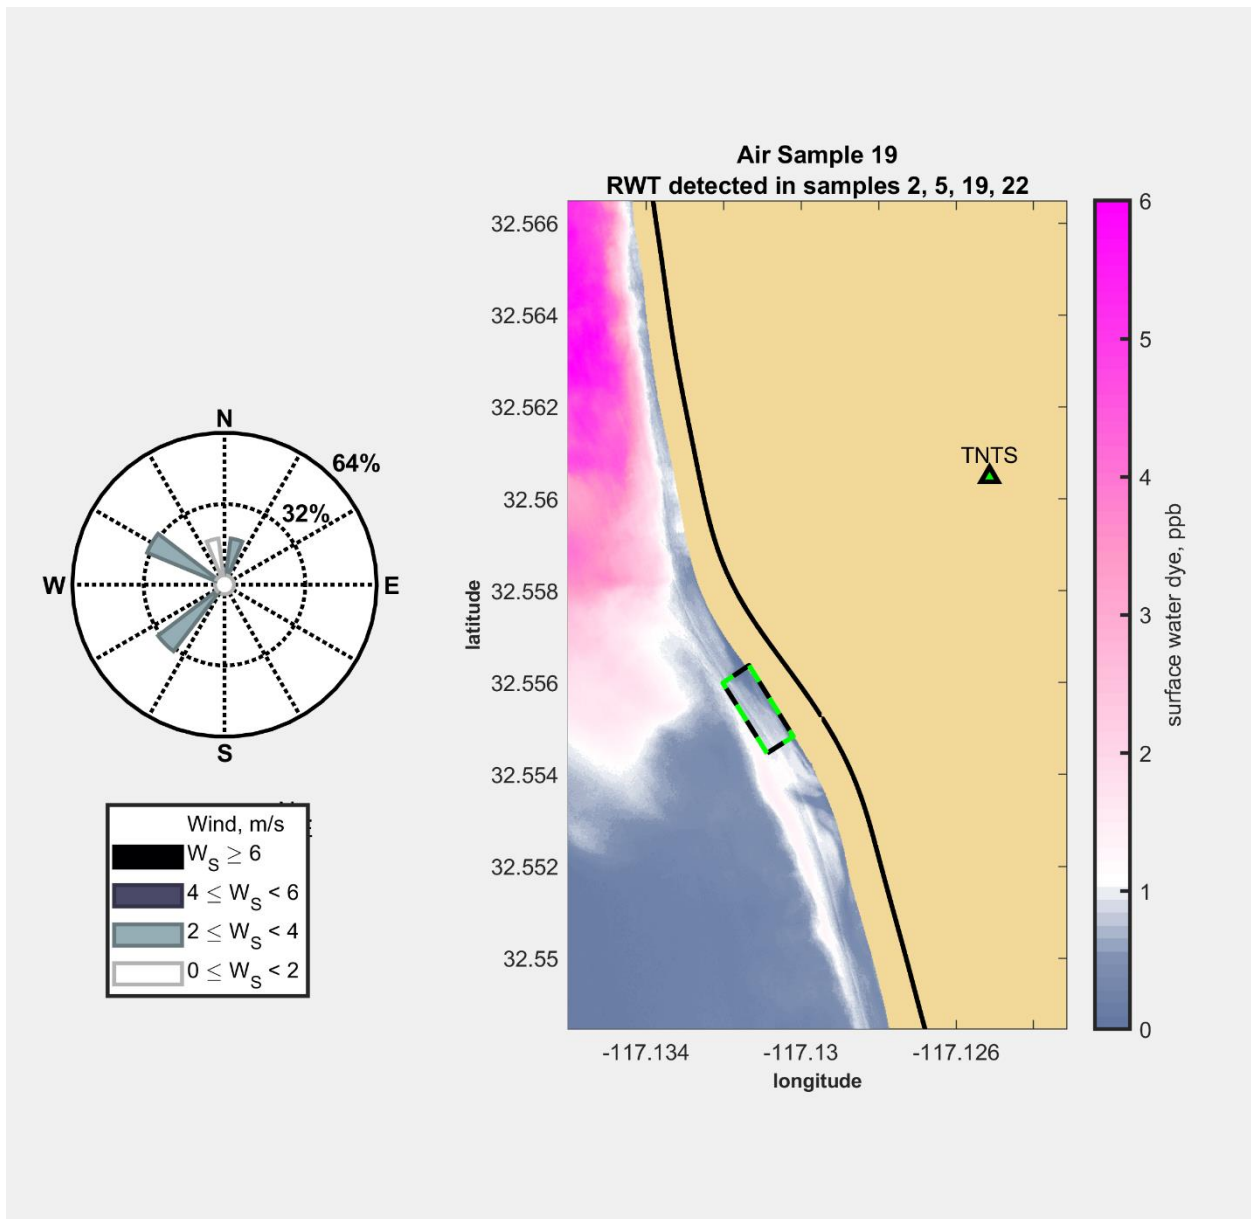 Air Sample 19
RWT detected in samples 2, 5, 19, 22
N
64%
32%
W
E
S
Wind, m/s
W_S ≥ 6
4 ≤ W_S < 6
2 ≤ W_S < 4
0 ≤ W_S < 2
latitude
32.566
32.564
32.562
32.56
32.558
32.556
32.554
32.552
32.55
TNTS
-117.134
-117.13
-117.126
longitude
6
5
4
3
2
1
0
surface water dye, ppb